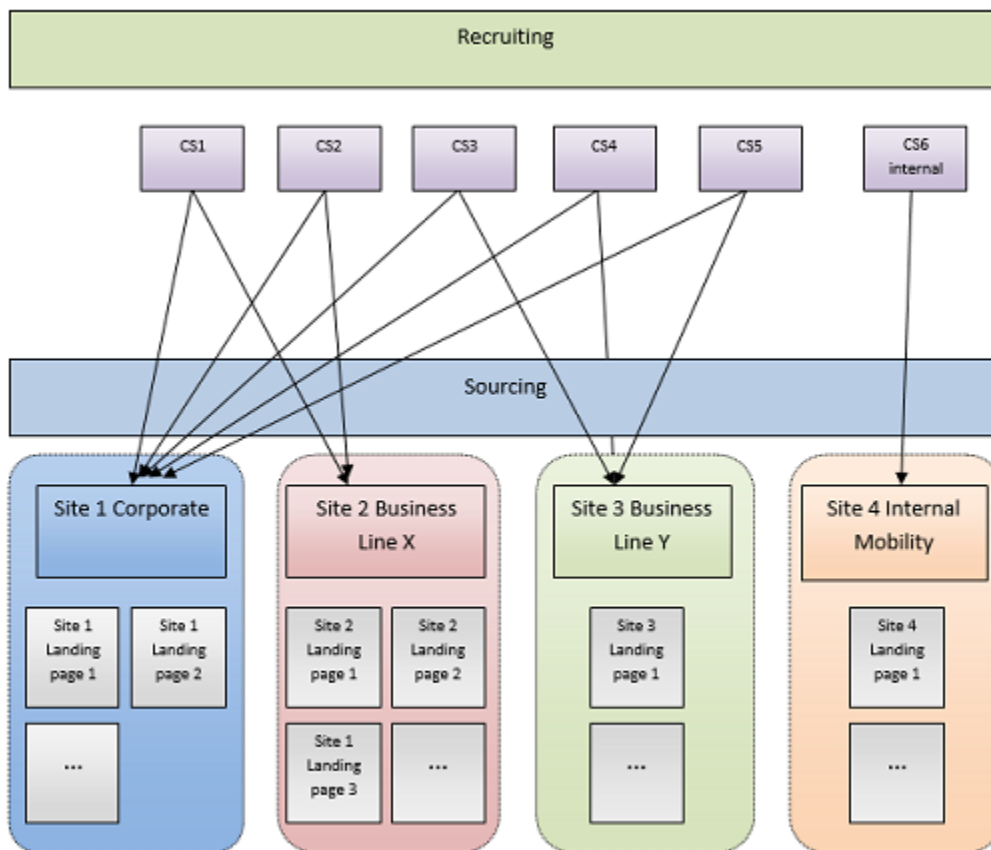 Recruiting
CS1
CS2
CS3
CS4
CS5
CS6
internal
Sourcing
Site 1 Corporate
Site 2 Business
Line X
Site 3 Business
Line Y
Site 4 Internal
Mobility
Site 1
Landing
page 1
Site 1
Landing
page 2
Site 2
Landing
page 1
Site 2
Landing
page 2
Site 3
Landing
page 1
Site 4
Landing
page 1
...
Site 1
Landing
page 3
...
...
...